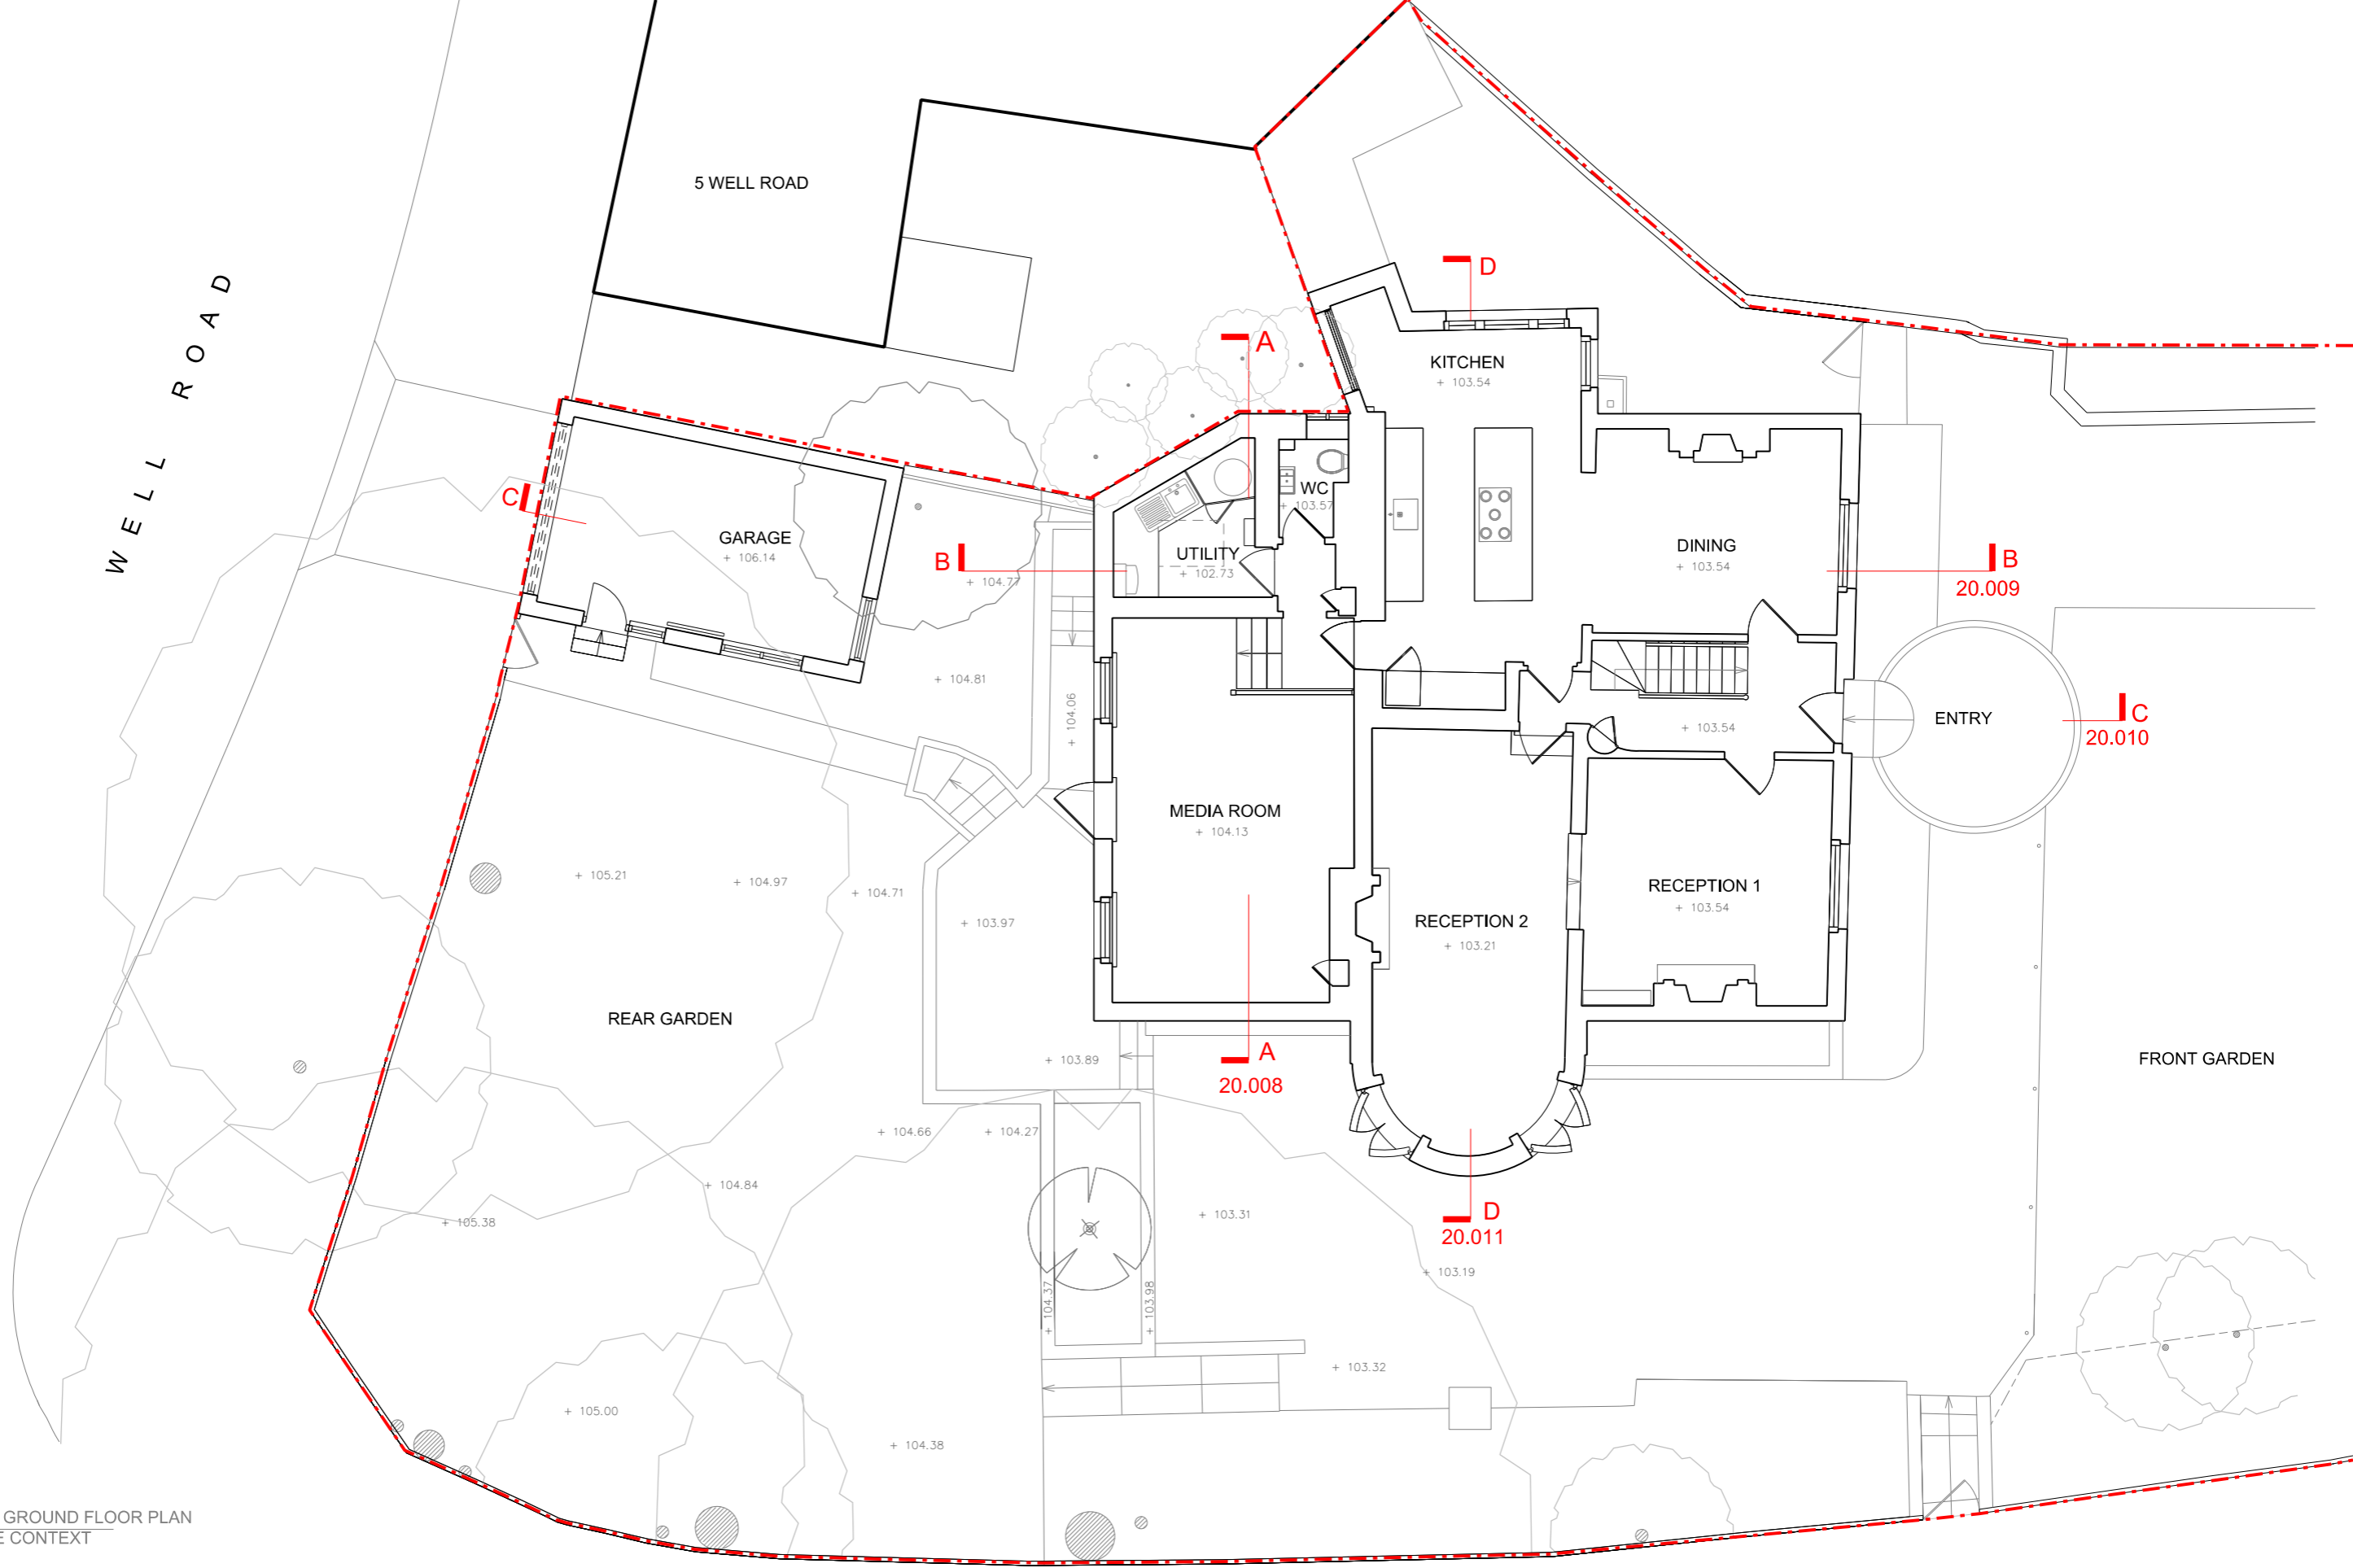 5 WELL ROAD
WELL ROAD
D
A
KITCHEN
+ 103.54
C
GARAGE
+ 106.14
WC
+ 103.57
B
+ 104.77
UTILITY
+ 102.73
DINING
+ 103.54
B
20.009
+ 104.81
+ 104.06
+ 103.54
ENTRY
C
20.010
MEDIA ROOM
+ 104.13
+ 105.21
+ 104.97
+ 104.71
+ 103.97
RECEPTION 2
+ 103.21
RECEPTION 1
+ 103.54
REAR GARDEN
+ 103.89
A
20.008
FRONT GARDEN
+ 104.66
+ 104.27
+ 104.84
+ 105.38
+ 103.31
D
20.011
+ 103.19
+ 104.37
+ 103.98
+ 103.32
+ 105.00
+ 104.38
GROUND FLOOR PLAN
CONTEXT